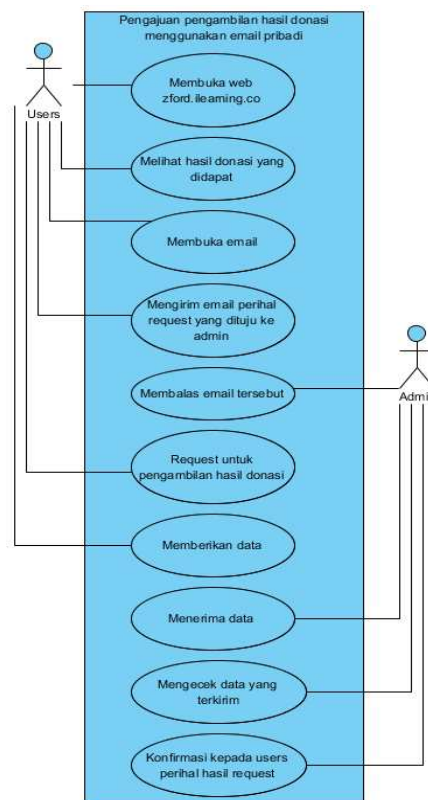 Pengajuan pengambilan hasil donasi
menggunakan email pribadi
Users
Membuka web
zford.ilearning.co
Melihat hasil donasi yang
didapat
Membuka email
Mengirim email perihal
request yang dituju ke
admin
Membalas email tersebut
Admi
Request untuk
pengambilan hasil donasi
Memberikan data
Menerima data
Mengecek data yang
terkirim
Konfirmasi kepada users
perihal hasil request